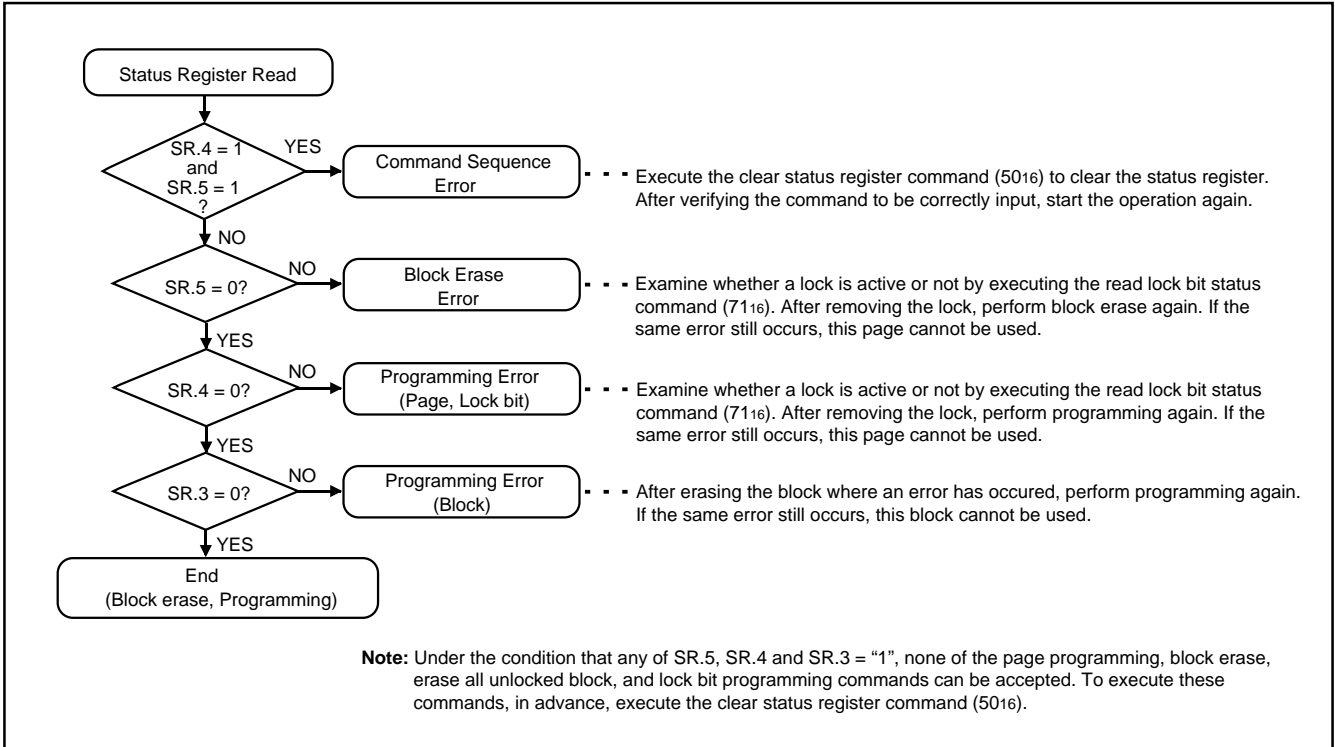 Status Register Read
SR.4 = 1
and
SR.5 = 1
?
YES
Command Sequence
Error
Execute the clear status register command (5016) to clear the status register.
After verifying the command to be correctly input, start the operation again.
NO
SR.5 = 0?
NO
Block Erase
Error
Examine whether a lock is active or not by executing the read lock bit status
command (7116). After removing the lock, perform block erase again. If the
same error still occurs, this page cannot be used.
YES
SR.4 = 0?
NO
Programming Error
(Page, Lock bit)
Examine whether a lock is active or not by executing the read lock bit status
command (7116). After removing the lock, perform programming again. If the
same error still occurs, this page cannot be used.
YES
SR.3 = 0?
NO
Programming Error
(Block)
After erasing the block where an error has occured, perform programming again.
If the same error still occurs, this block cannot be used.
YES
End
(Block erase, Programming)
Note: Under the condition that any of SR.5, SR.4 and SR.3 = “1”, none of the page programming, block erase,
erase all unlocked block, and lock bit programming commands can be accepted. To execute these
commands, in advance, execute the clear status register command (5016).